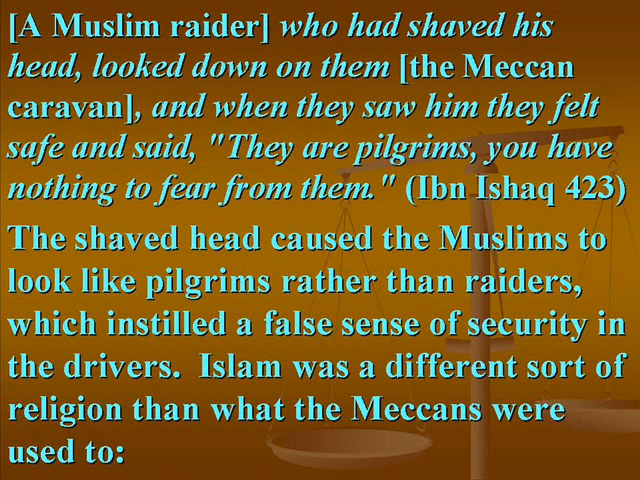 [A Muslim raider] who had shaved his
head, looked down on them [the Meccan
caravan], and when they saw him they felt
safe and said, "They are pilgrims, you have
nothing to fear from them." (Ibn Ishaq 423)
The shaved head caused the Muslims to
look like pilgrims rather than raiders,
which instilled a false sense of security in
the drivers.  Islam was a different sort of
religion than what the Meccans were
used to: